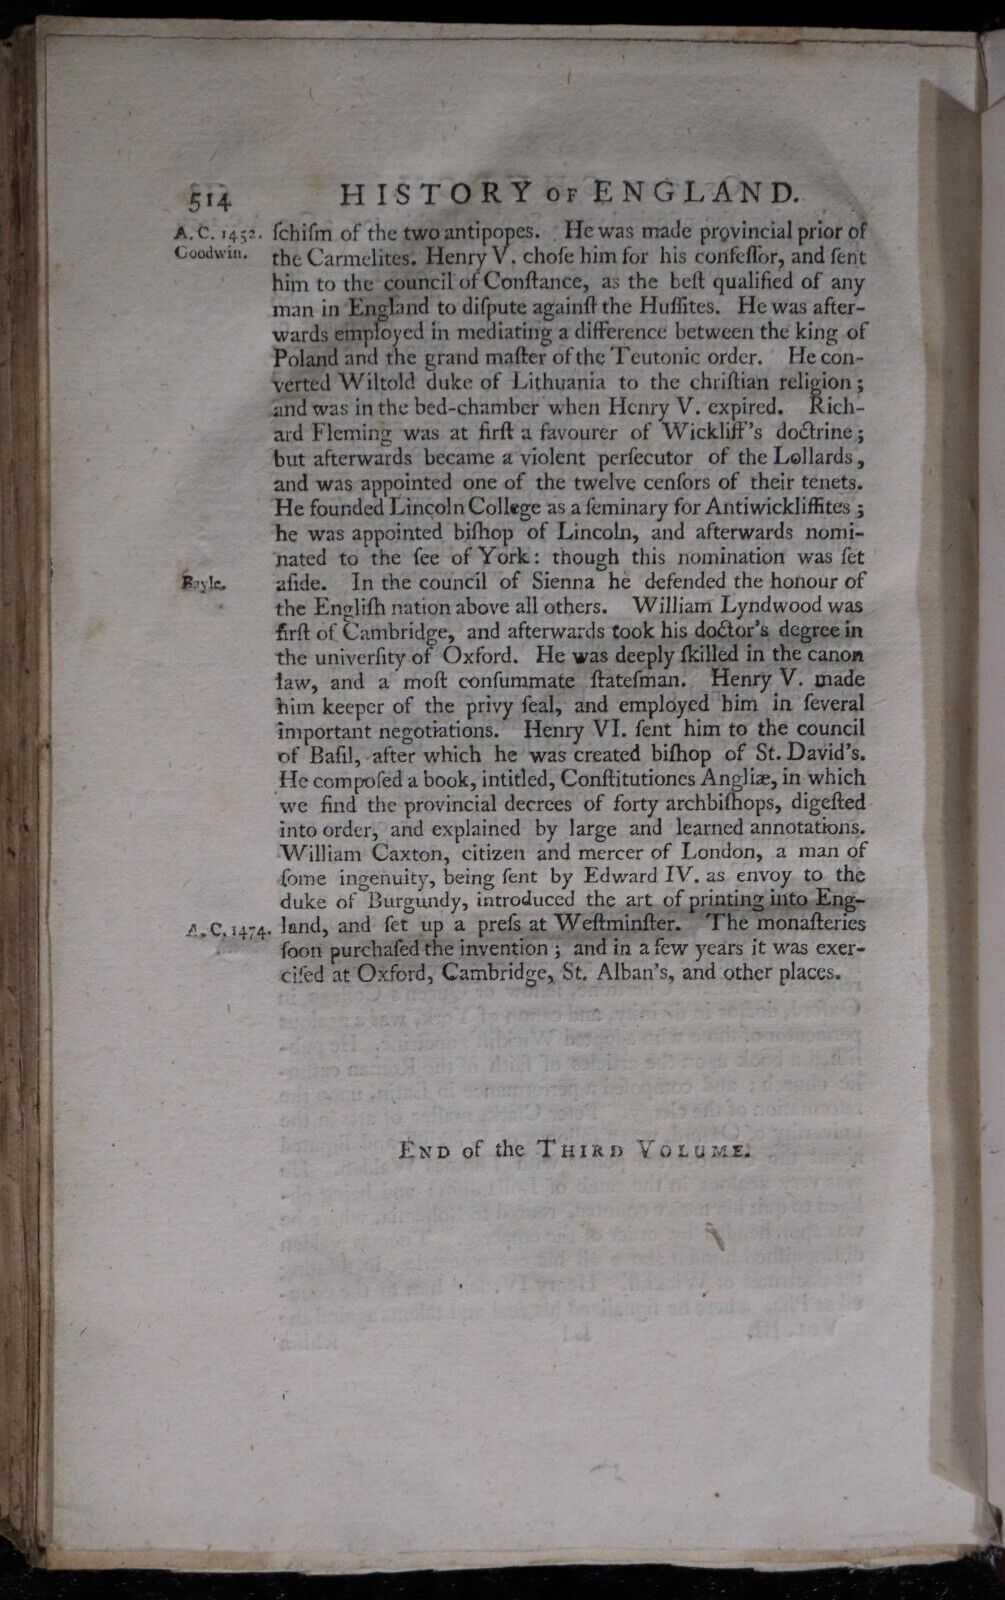 514 HISTORY OF ENGLAND.
A. C. 1452. ſchiſm of the two antipopes. He was made provincial prior of
Goodwin. the Carmelites. Henry V. choſe him for his confeſſor, and ſent
him to the council of Conſtance, as the beſt qualified of any
man in England to diſpute againſt the Huſſites. He was after-
wards employed in mediating a difference between the king of
Poland and the grand maſter of the Teutonic order. He con-
verted Wiltold duke of Lithuania to the chriſtian religion;
and was in the bed-chamber when Henry V. expired. Rich-
ard Fleming was at firſt a favourer of Wickliff's doctrine;
but afterwards became a violent perſecutor of the Lollards,
and was appointed one of the twelve cenſors of their tenets.
He founded Lincoln College as a ſeminary for Antiwickliffites;
he was appointed biſhop of Lincoln, and afterwards nomi-
nated to the ſee of York: though this nomination was ſet
Bayle. aſide. In the council of Sienna he defended the honour of
the Engliſh nation above all others. William Lyndwood was
firſt of Cambridge, and afterwards took his doctor's degree in
the univerſity of Oxford. He was deeply ſkilled in the canon
law, and a moſt conſummate ſtateſman. Henry V. made
him keeper of the privy ſeal, and employed him in ſeveral
important negotiations. Henry VI. ſent him to the council
of Baſil, after which he was created biſhop of St. David's.
He compoſed a book, intitled, Conſtitutiones Angliæ, in which
we find the provincial decrees of forty archbiſhops, digeſted
into order, and explained by large and learned annotations.
William Caxton, citizen and mercer of London, a man of
ſome ingenuity, being ſent by Edward IV. as envoy to the
duke of Burgundy, introduced the art of printing into Eng-
A. C. 1474. land, and ſet up a preſs at Weſtminſter. The monaſteries
ſoon purchaſed the invention; and in a few years it was exer-
ciſed at Oxford, Cambridge, St. Alban's, and other places.
END of the THIRD VOLUME.